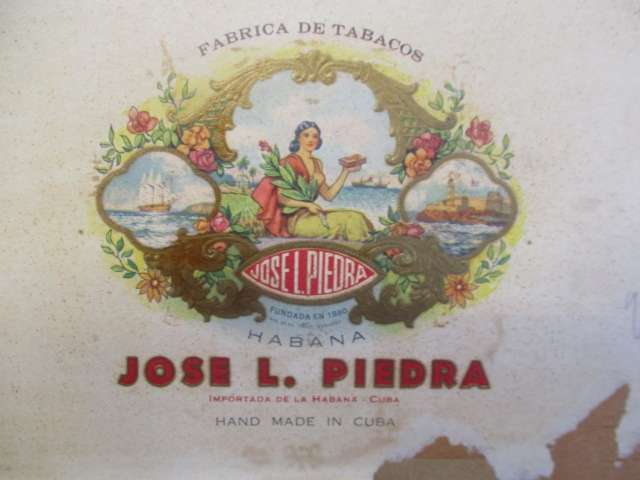 FABRICA DE TABACOS
JOSE L. PIEDRA
FUNDADA EN 1880
HABANA
JOSE L. PIEDRA
IMPORTADA DE LA HABANA - CUBA
HAND MADE IN CUBA